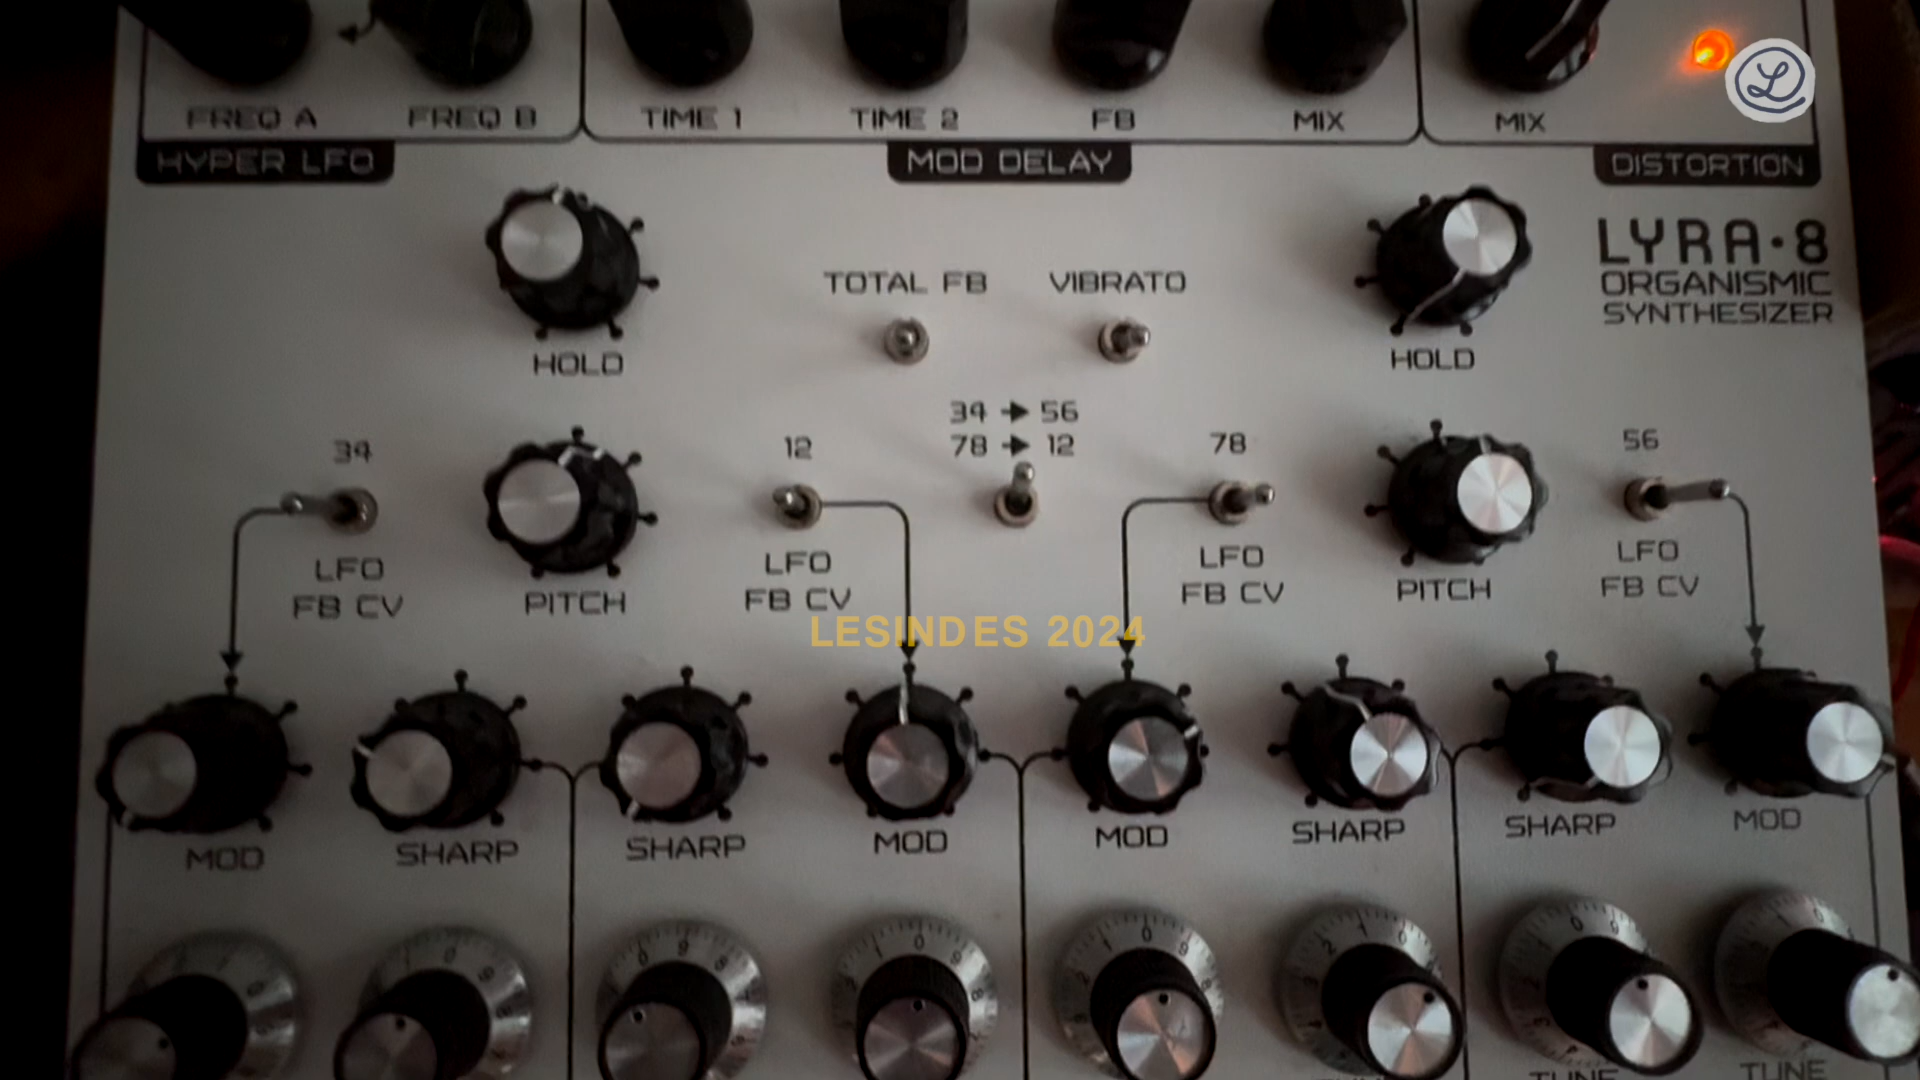 FREQ A
FREQ B
TIME 1
TIME 2
FB
MIX
MIX
HYPER LFO
MOD DELAY
DISTORTION
LYRA-8
ORGANISMIC
SYNTHESIZER
TOTAL FB
VIBRATO
HOLD
HOLD
34 → 56
78 → 12
34
12
78
56
LFO
FB CV
PITCH
LFO
FB CV
LFO
FB CV
PITCH
LFO
FB CV
LESINDES 2024
MOD
SHARP
SHARP
MOD
MOD
SHARP
SHARP
MOD
TUNE
TUNE